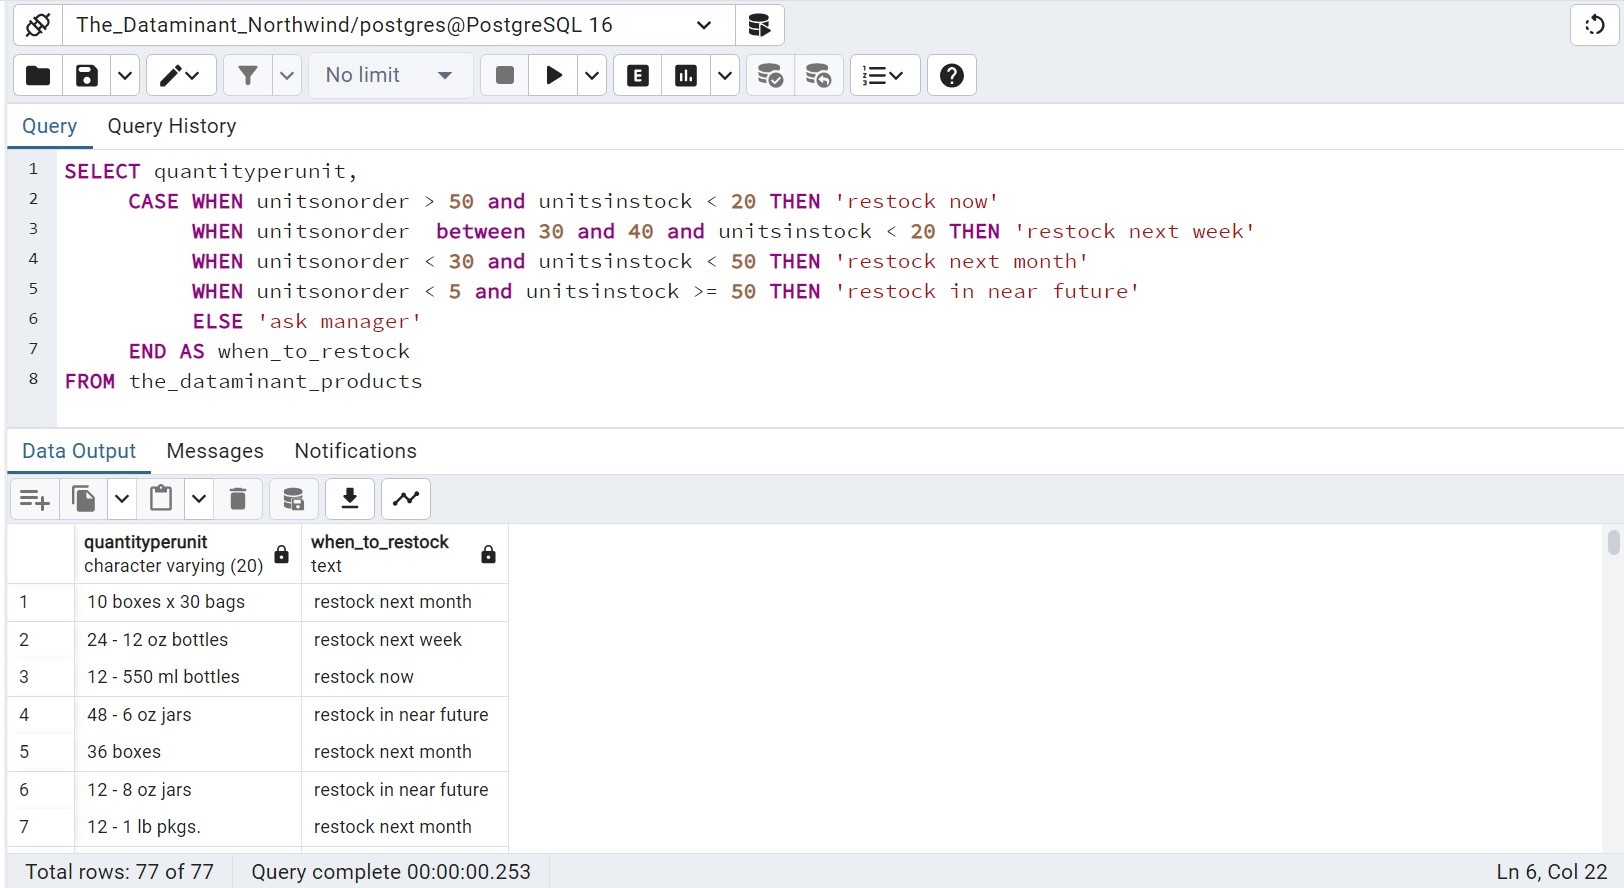 The_Dataminant_Northwind/postgres@PostgreSQL 16
No limit
E
Query Query History
1 SELECT quantityperunit,
2 CASE WHEN unitsonorder > 50 and unitsinstock < 20 THEN 'restock now'
3 WHEN unitsonorder  between 30 and 40 and unitsinstock < 20 THEN 'restock next week'
4 WHEN unitsonorder < 30 and unitsinstock < 50 THEN 'restock next month'
5 WHEN unitsonorder < 5 and unitsinstock >= 50 THEN 'restock in near future'
6 ELSE 'ask manager'
7 END AS when_to_restock
8 FROM the_dataminant_products
Data Output Messages Notifications
quantityperunit when_to_restock
character varying (20) text
1 10 boxes x 30 bags restock next month
2 24 - 12 oz bottles restock next week
3 12 - 550 ml bottles restock now
4 48 - 6 oz jars restock in near future
5 36 boxes restock next month
6 12 - 8 oz jars restock in near future
7 12 - 1 lb pkgs. restock next month
Total rows: 77 of 77 Query complete 00:00:00.253 Ln 6, Col 22